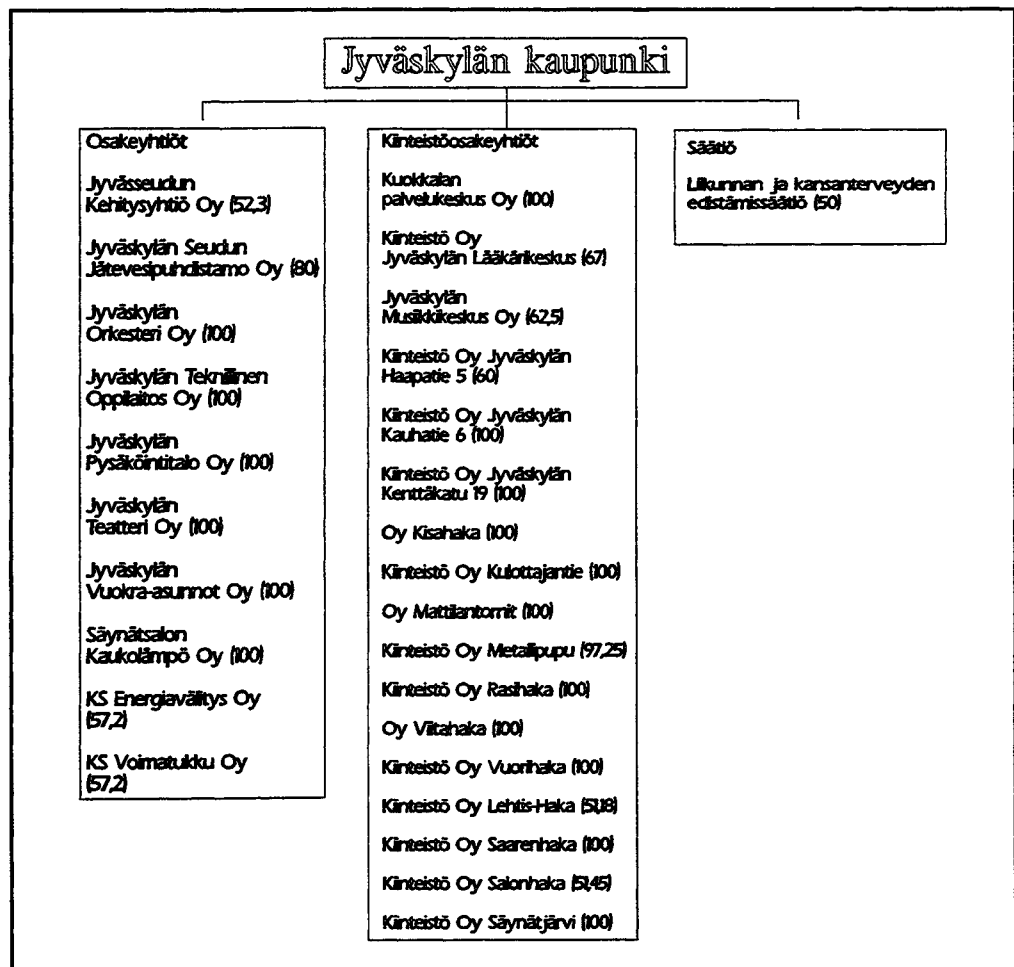 Jyväskylän kaupunki
Osakeyhtiöt
Jyvässeudun
Kehitysyhtiö Oy (52,3)
Jyväskylän Seudun
Jätevesipuhdistamo Oy (80)
Jyväskylän
Orkesteri Oy (100)
Jyväskylän Teknillinen
Oppilaitos Oy (100)
Jyväskylän
Pysäköintitalo Oy (100)
Jyväskylän
Teatteri Oy (100)
Jyväskylän
Vuokra-asunnot Oy (100)
Säynätsalon
Kaukolämpö Oy (100)
KS Energiavälitys Oy
(57,2)
KS Voimatukku Oy
(57,2)
Kiinteistöosakeyhtiöt
Kuokkalan
palvelukeskus Oy (100)
Kiinteistö Oy
Jyväskylän Lääkärikeskus (67)
Jyväskylän
Musiikkikeskus Oy (62,5)
Kiinteistö Oy Jyväskylän
Haapatie 5 (60)
Kiinteistö Oy Jyväskylän
Kauhatie 6 (100)
Kiinteistö Oy Jyväskylän
Kenttäkatu 19 (100)
Oy Kisahaka (100)
Kiinteistö Oy Kulottajantie (100)
Oy Mattilantornit (100)
Kiinteistö Oy Metallipupu (97,25)
Kiinteistö Oy Rasihaka (100)
Oy Viitahaka (100)
Kiinteistö Oy Vuorihaka (100)
Kiinteistö Oy Lehtis-Haka (51,18)
Kiinteistö Oy Saarenhaka (100)
Kiinteistö Oy Salonhaka (51,45)
Kiinteistö Oy Säynätjärvi (100)
Säätiö
Liikunnan ja kansanterveyden
edistämissäätiö (50)